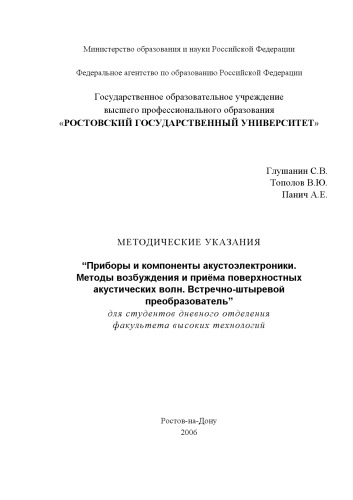 Министерство образования и науки Российской Федерации
Федеральное агентство по образованию Российской Федерации
Государственное образовательное учреждение
высшего профессионального образования
«РОСТОВСКИЙ ГОСУДАРСТВЕННЫЙ УНИВЕРСИТЕТ»
Глушанин С.В.
Тополов В.Ю.
Панич А.Е.
МЕТОДИЧЕСКИЕ УКАЗАНИЯ
“Приборы и компоненты акустоэлектроники.
Методы возбуждения и приёма поверхностных
акустических волн. Встречно-штыревой
преобразователь”
для студентов дневного отделения
факультета высоких технологий
Ростов-на-Дону
2006